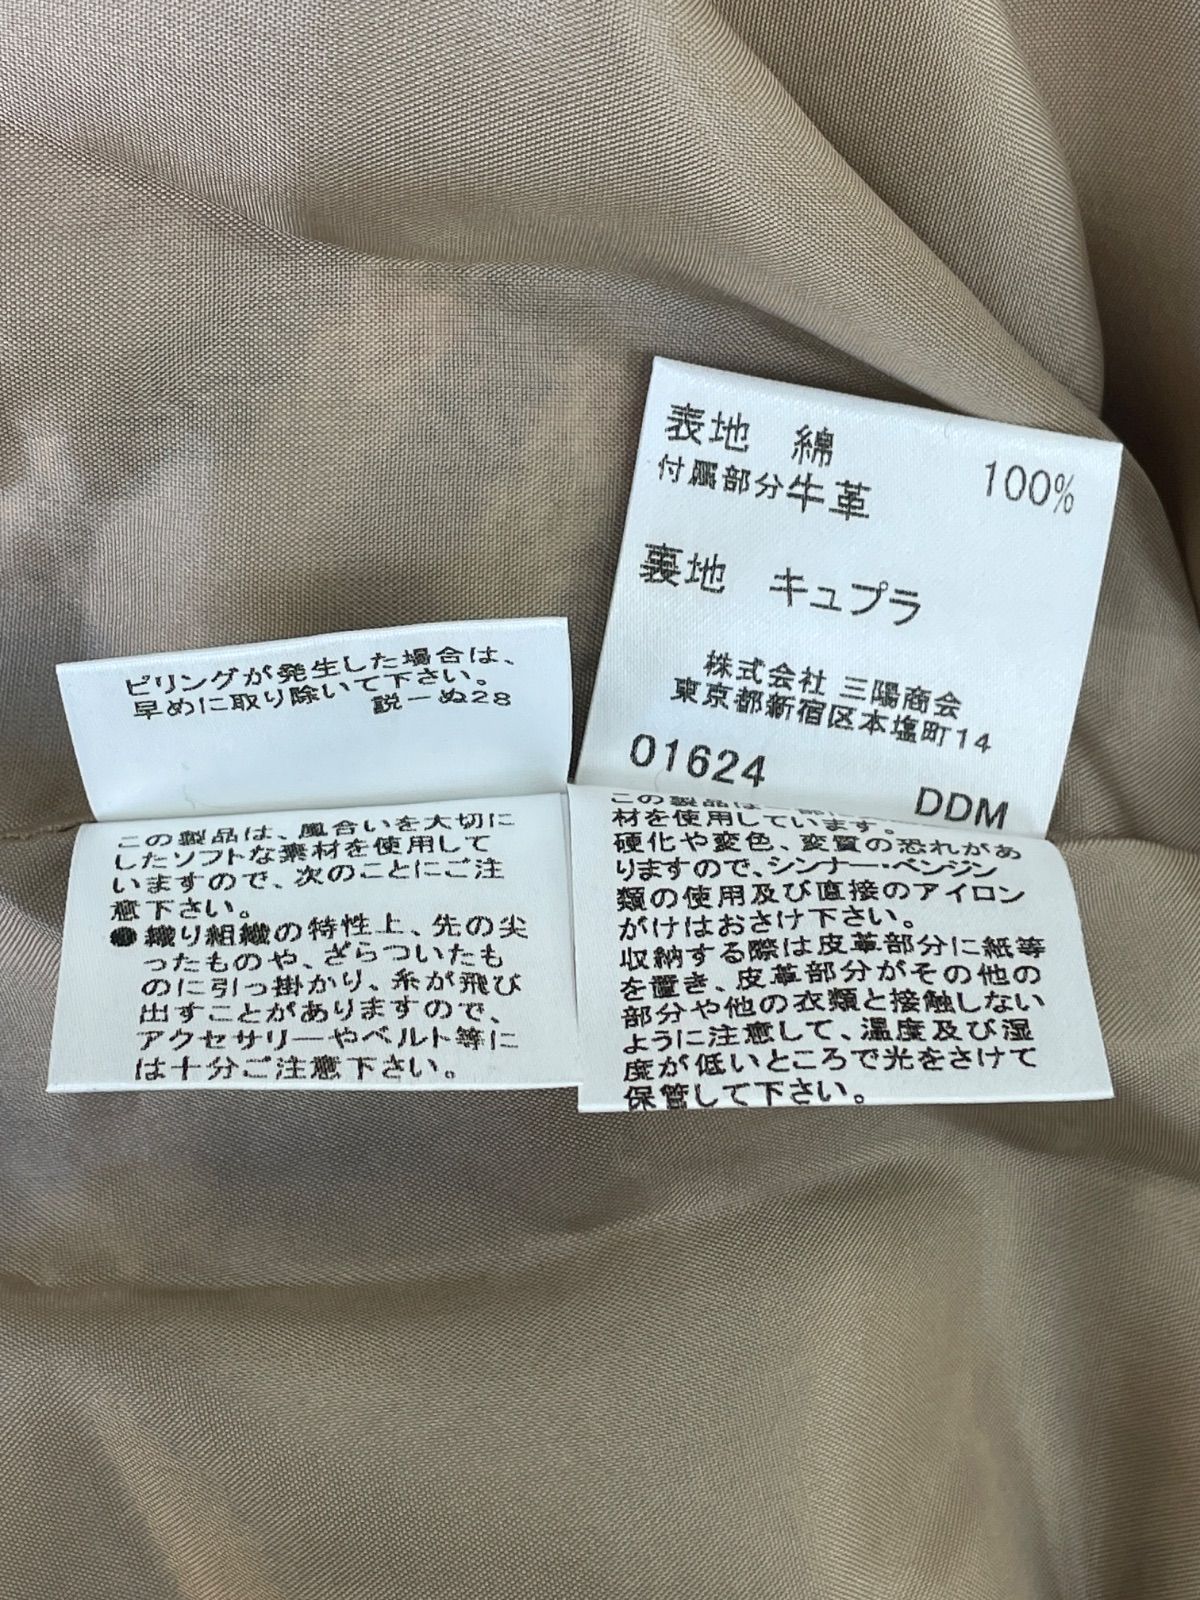 表地 綿 100%
付属部分牛革
裏地 キュプラ
株式会社 三陽商会
東京都新宿区本塩町14
01624 DDM
ピリングが発生した場合は、
早めに取り除いて下さい。
説ーぬ28
この製品は、風合いを大切に
したソフトな素材を使用して
いますので、次のことにご注
意下さい。
●織り組織の特性上、先の尖
ったものや、ざらついたも
のに引っ掛かり、糸が飛び
出すことがありますので、
アクセサリーやベルト等に
は十分ご注意下さい。
この製品は一部に
材を使用しています。
硬化や変色、変質の恐れがあ
りますので、シンナー・ベンジン
類の使用及び直接のアイロン
がけはおさけ下さい。
収納する際は皮革部分に紙等
を置き、皮革部分がその他の
部分や他の衣類と接触しない
ように注意して、温度及び湿
度が低いところで光をさけて
保管して下さい。